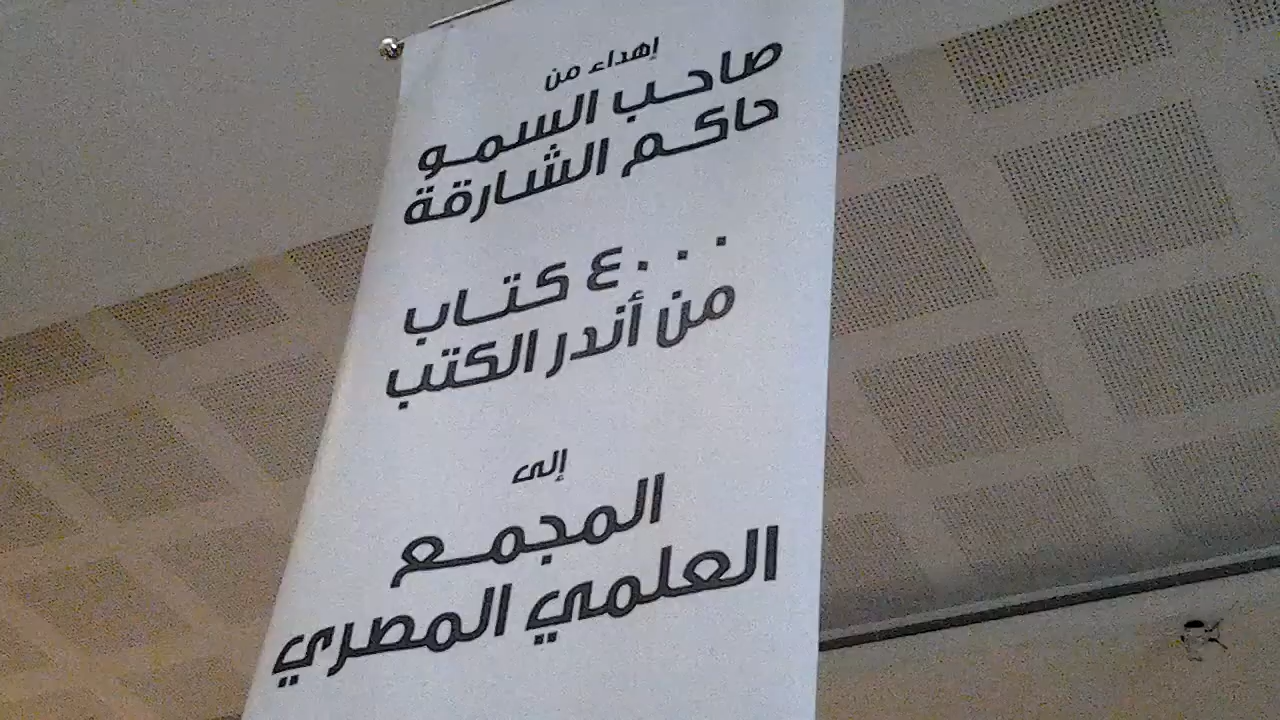 إهداء من
صاحب السمو
حاكم الشارقة
٤٠٠٠ كتاب
من أندر الكتب
إلى
المجمع
العلمي المصري